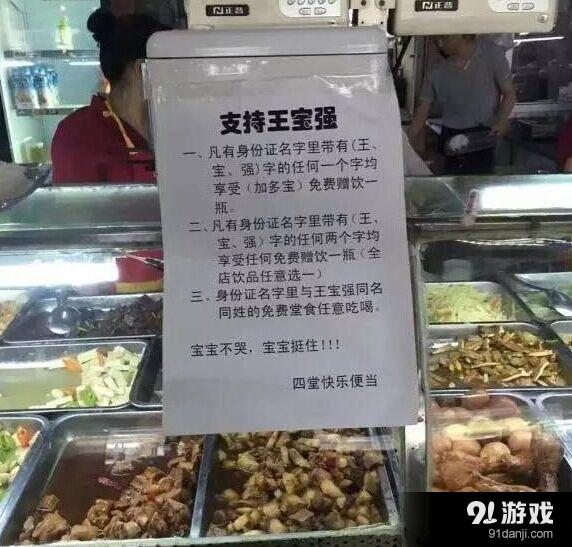 正普
正普
支持王宝强
一、凡有身份证名字里带有(王、
宝、强)字的任何一个字均
享受（加多宝）免费赠饮一
瓶。
二、凡有身份证名字里带有(王、
宝、强）字的任何两个字均
享受任何免费赠饮一瓶（全
店饮品任意选一）
三、身份证名字里与王宝强同名
同姓的免费堂食任意吃喝。
宝宝不哭，宝宝挺住!!!
四堂快乐便当
91游戏
91danji.com